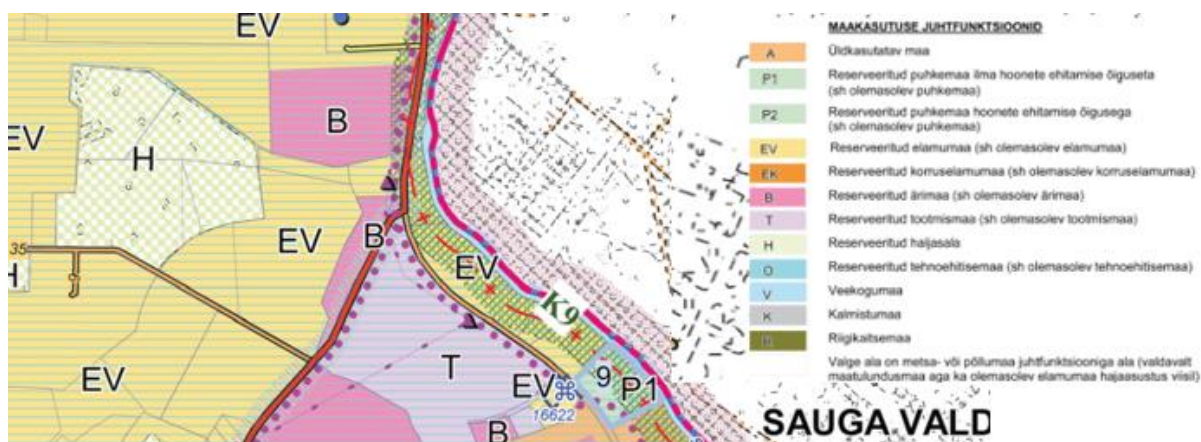 EV
B
EV
H
35
H
EV
B
EV
K9
EV
T
EV
9
P1
16622
B
MAAKASUTUSE JUHTFUNKTSIOONID
A Üldkasutatav maa
P1 Reserveeritud puhkemaa ilma hoonete ehitamise õiguseta
(sh olemasolev puhkemaa)
P2 Reserveeritud puhkemaa hoonete ehitamise õigusega
(sh olemasolev puhkemaa)
EV Reserveeritud elamumaa (sh olemasolev elamumaa)
EK Reserveeritud korruselamumaa (sh olemasolev korruselamumaa)
B Reserveeritud ärimaa (sh olemasolev ärimaa)
T Reserveeritud tootmismaa (sh olemasolev tootmismaa)
H Reserveeritud haljasala
O Reserveeritud tehnoehitisemaa (sh olemasolev tehnoehitisemaa)
V Veekogumaa
K Kalmistumaa
R Riigikaitsemaa
Valge ala on metsa- või põllumaa juhtfunktsiooniga ala (valdavalt
maatulundusmaa aga ka olemasolev elamumaa hajaasustus viisil)
SAUGA VALD